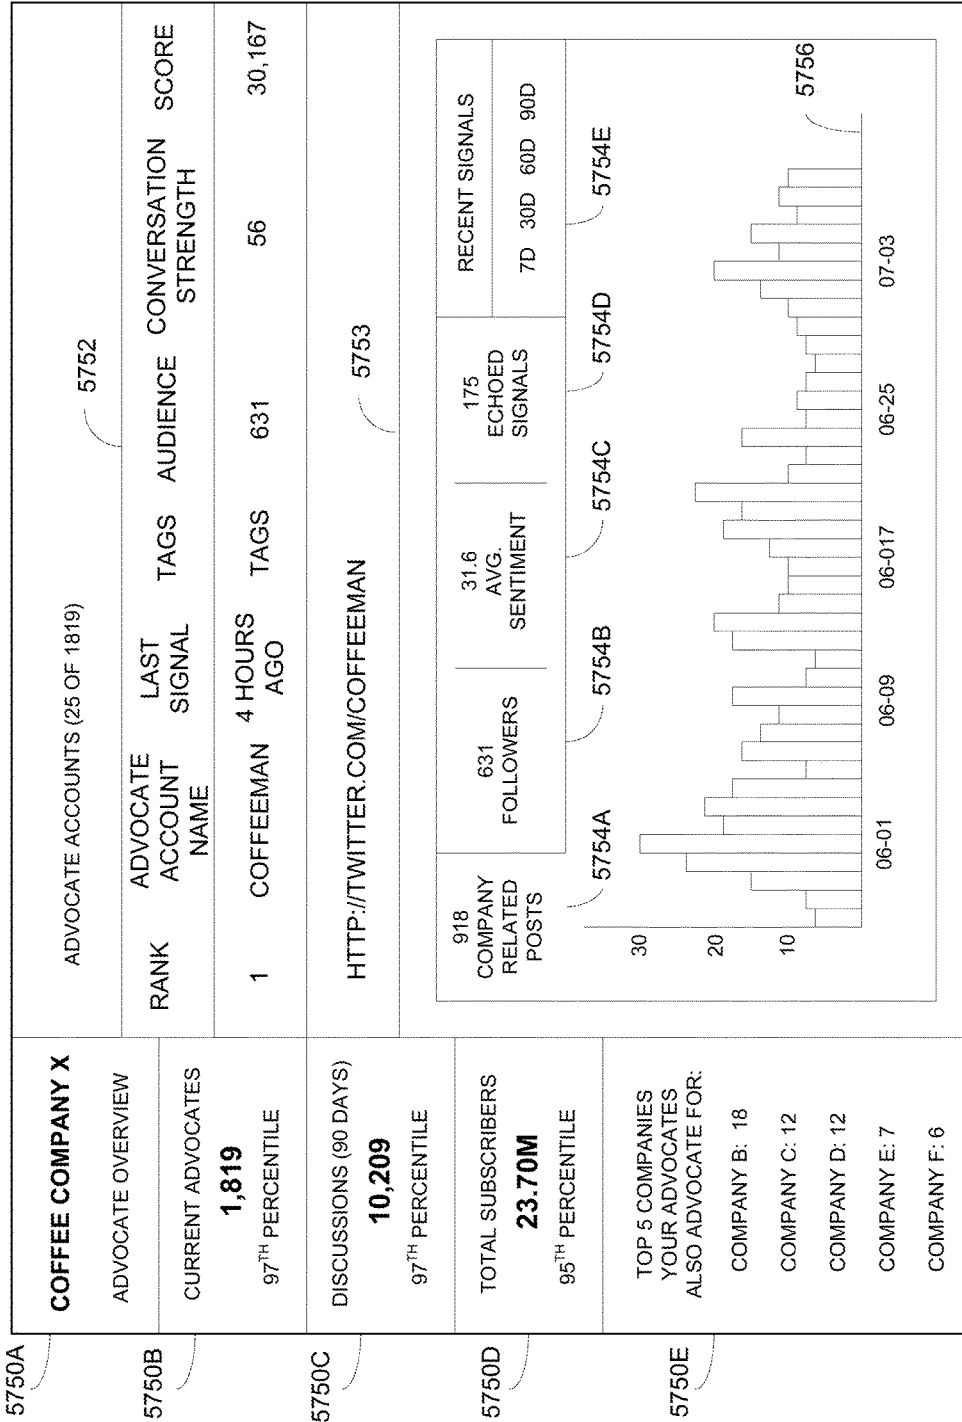 5750A
COFFEE COMPANY X
ADVOCATE OVERVIEW
5750B
CURRENT ADVOCATES
1,819
97TH PERCENTILE
5750C
DISCUSSIONS (90 DAYS)
10,209
97TH PERCENTILE
5750D
TOTAL SUBSCRIBERS
23.70M
95TH PERCENTILE
5750E
TOP 5 COMPANIES
YOUR ADVOCATES
ALSO ADVOCATE FOR:
COMPANY B: 18
COMPANY C: 12
COMPANY D: 12
COMPANY E: 7
COMPANY F: 6
ADVOCATE ACCOUNTS (25 OF 1819)
5752
RANK
ADVOCATE
ACCOUNT
NAME
LAST
SIGNAL
TAGS
AUDIENCE
CONVERSATION
STRENGTH
SCORE
1
COFFEEMAN
4 HOURS
AGO
TAGS
631
56
30,167
HTTP://TWITTER.COM/COFFEEMAN
5753
918
COMPANY
RELATED
POSTS
631
FOLLOWERS
31.6
AVG.
SENTIMENT
175
ECHOED
SIGNALS
RECENT SIGNALS
7D 30D 60D 90D
5754A
5754B
5754C
5754D
5754E
30
20
10
5756
06-01
06-09
06-017
06-25
07-03